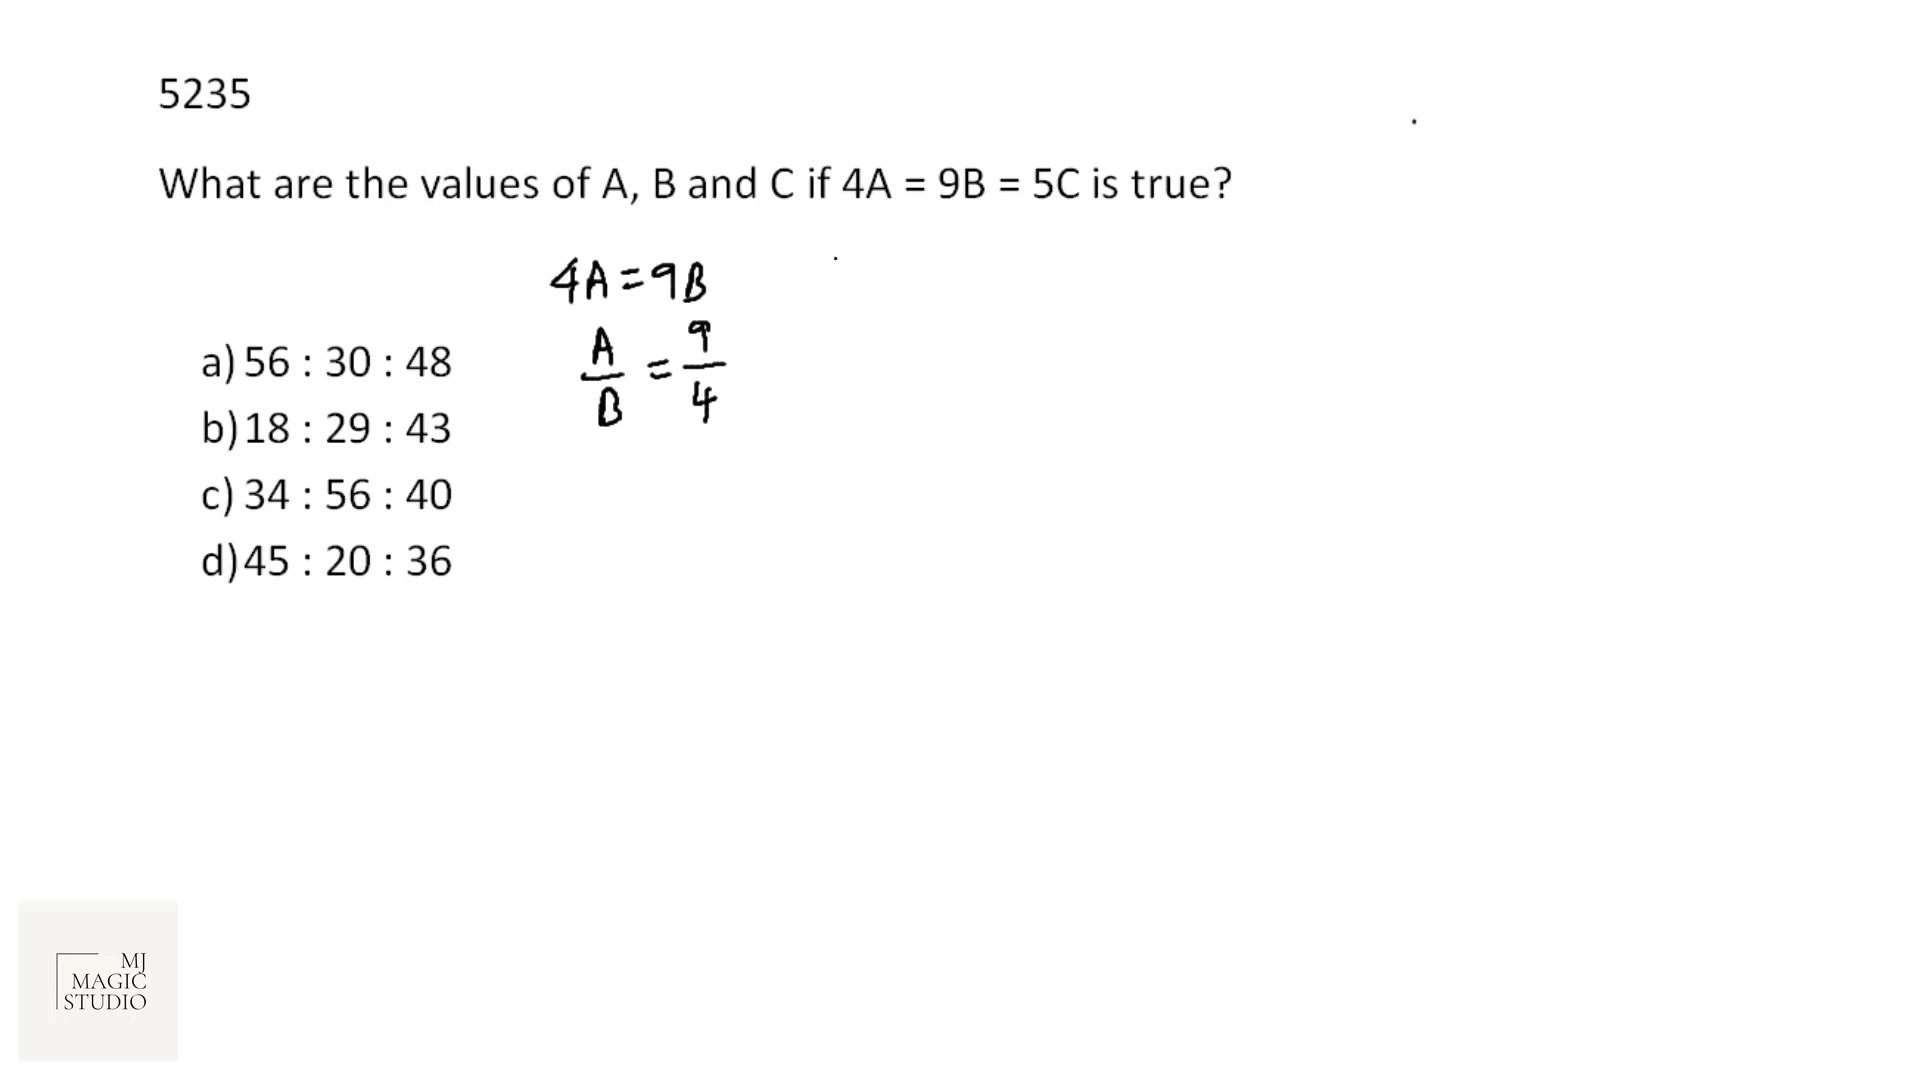 5235
What are the values of A, B and C if 4A = 9B = 5C is true?
4A = 9B
A/B = 9/4
a) 56 : 30 : 48
b) 18 : 29 : 43
c) 34 : 56 : 40
d) 45 : 20 : 36
MJ
MAGIC
STUDIO